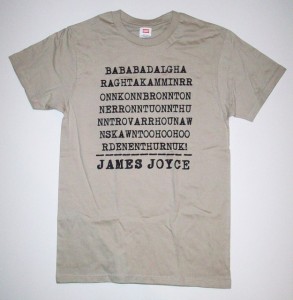 BABABADALGHA
RAGHTAKAMMINRR
ONNKONNBRONNTON
NERRONNTUONNTHU
NNTROVARRHOUNAW
NSKAWNTOOHOOHOO
RDENENTHURNUK!
JAMES JOYCE